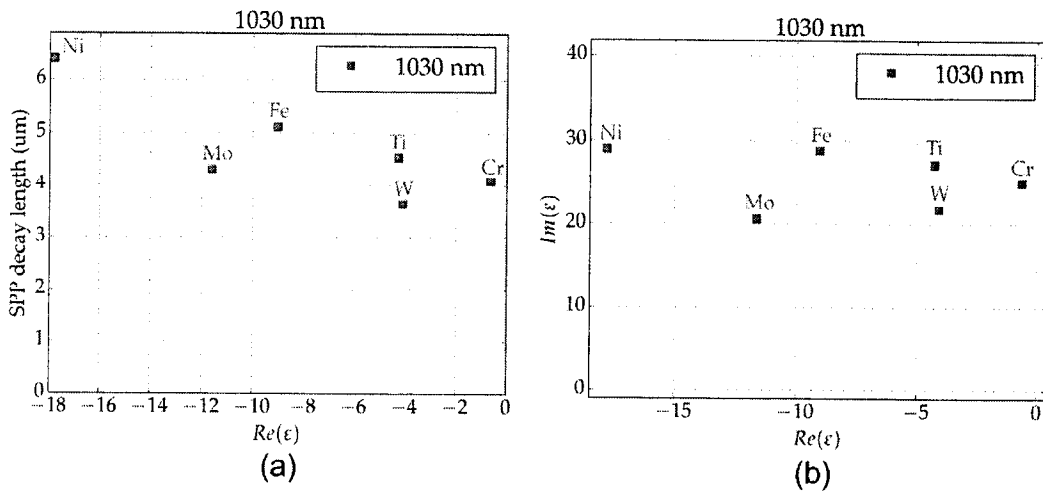 1030 nm
1030 nm
Ni
Fe
Mo
Ti
W
Cr
SPP decay length (um)
6
5
4
3
2
1
0
−18 −16 −14 −12 −10 −8 −6 −4 −2 0
Re(ε)
(a)
1030 nm
1030 nm
Ni
Fe
Ti
Cr
Mo
W
Im(ε)
40
30
20
10
0
−15 −10 −5 0
Re(ε)
(b)